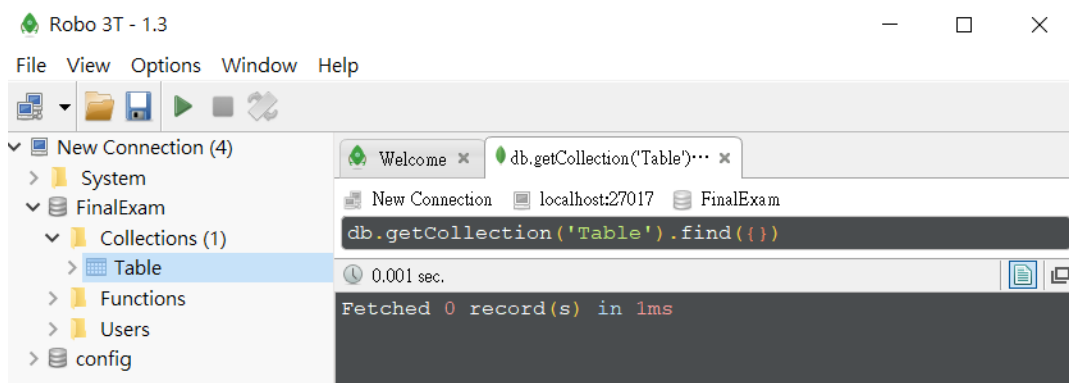 Robo 3T - 1.3
File View Options Window Help
New Connection (4)
System
FinalExam
Collections (1)
Table
Functions
Users
config
Welcome
db.getCollection('Table')⋯
New Connection localhost:27017 FinalExam
db.getCollection('Table').find({})
0.001 sec.
Fetched 0 record(s) in 1ms